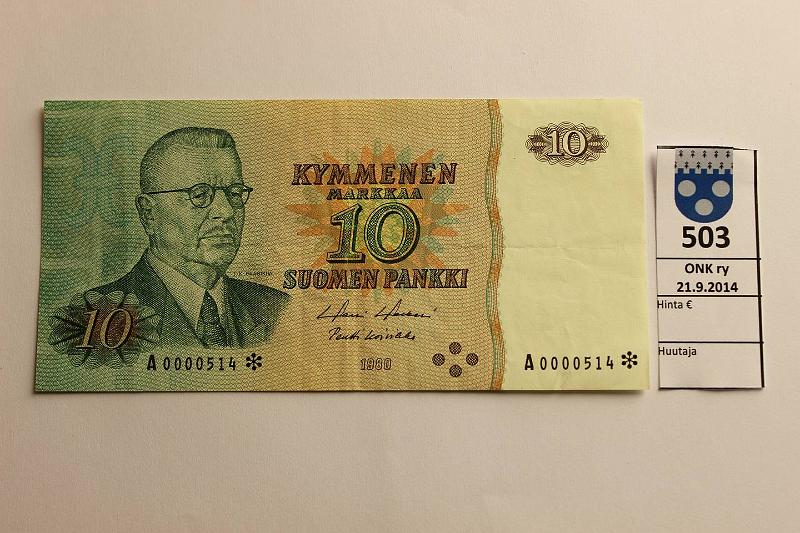 10
KYMMENEN
MARKKAA
10
SUOMEN PANKKI
10
A 0000514 *
1980
A 0000514 *
503
ONK ry
21.9.2014
Hinta €
Huutaja